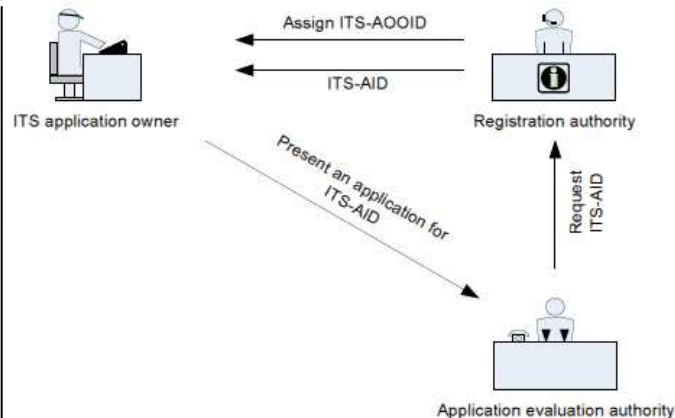 Assign ITS-AOOID
ITS-AID
ITS application owner
Registration authority
Present an application for
ITS-AID
Request
ITS-AID
Application evaluation authority